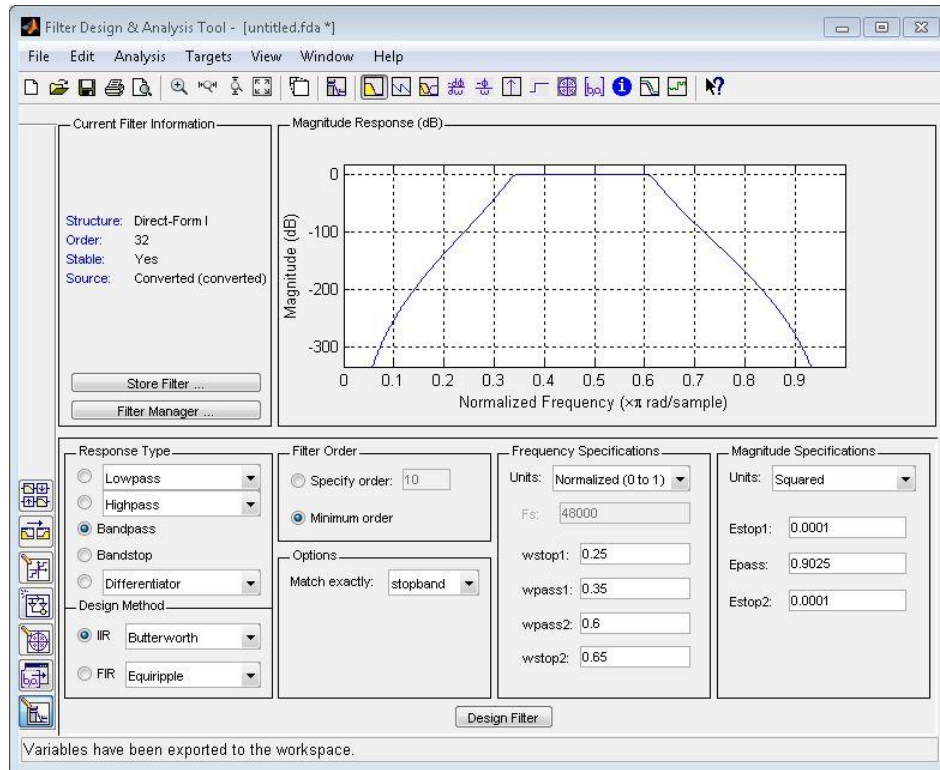 Filter Design & Analysis Tool - [untitled.fda *]
File Edit Analysis Targets View Window Help
Current Filter Information
Structure: Direct-Form I
Order: 32
Stable: Yes
Source: Converted (converted)
Store Filter ...
Filter Manager ...
Magnitude Response (dB)
Magnitude (dB)
0
-100
-200
-300
0 0.1 0.2 0.3 0.4 0.5 0.6 0.7 0.8 0.9
Normalized Frequency (×π rad/sample)
Response Type
Lowpass
Highpass
Bandpass
Bandstop
Differentiator
Design Method
IIR Butterworth
FIR Equiripple
Filter Order
Specify order: 10
Minimum order
Options
Match exactly: stopband
Frequency Specifications
Units: Normalized (0 to 1)
Fs: 48000
wstop1: 0.25
wpass1: 0.35
wpass2: 0.6
wstop2: 0.65
Magnitude Specifications
Units: Squared
Estop1: 0.0001
Epass: 0.9025
Estop2: 0.0001
Design Filter
Variables have been exported to the workspace.